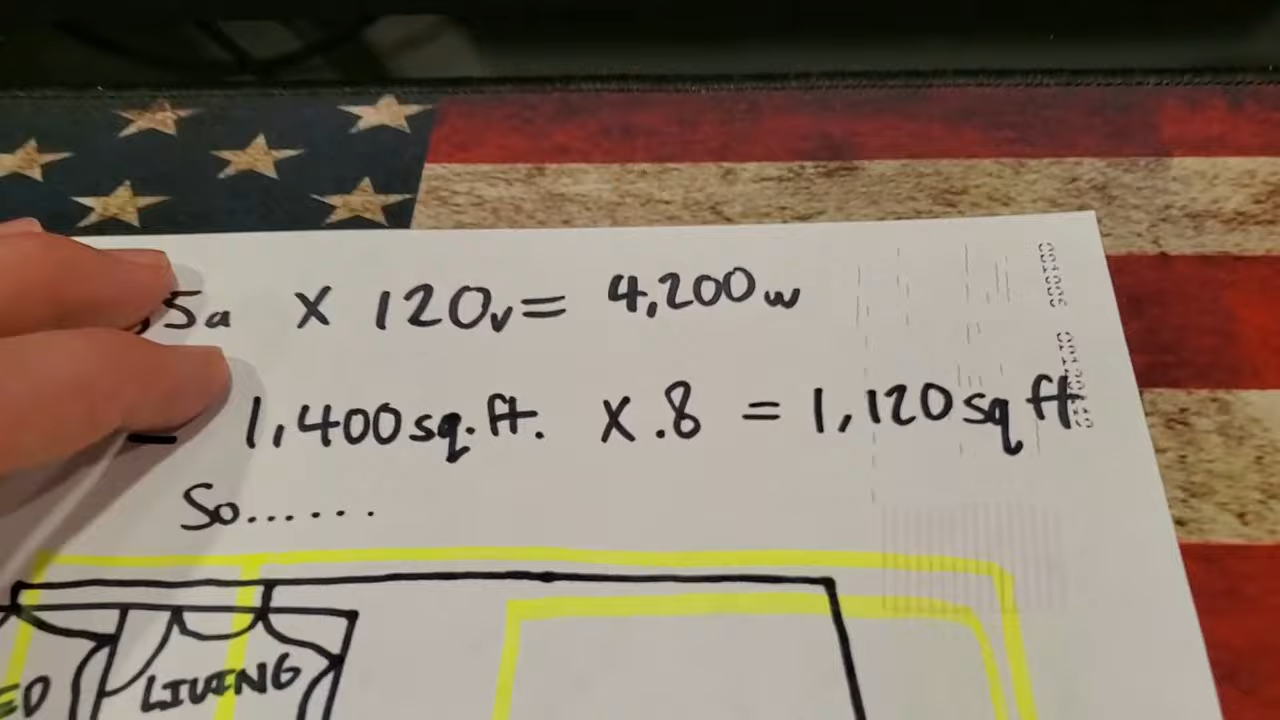 5a x 120v = 4,200w
1,400 sq.ft. x .8 = 1,120 sq ft
So......
LIVING